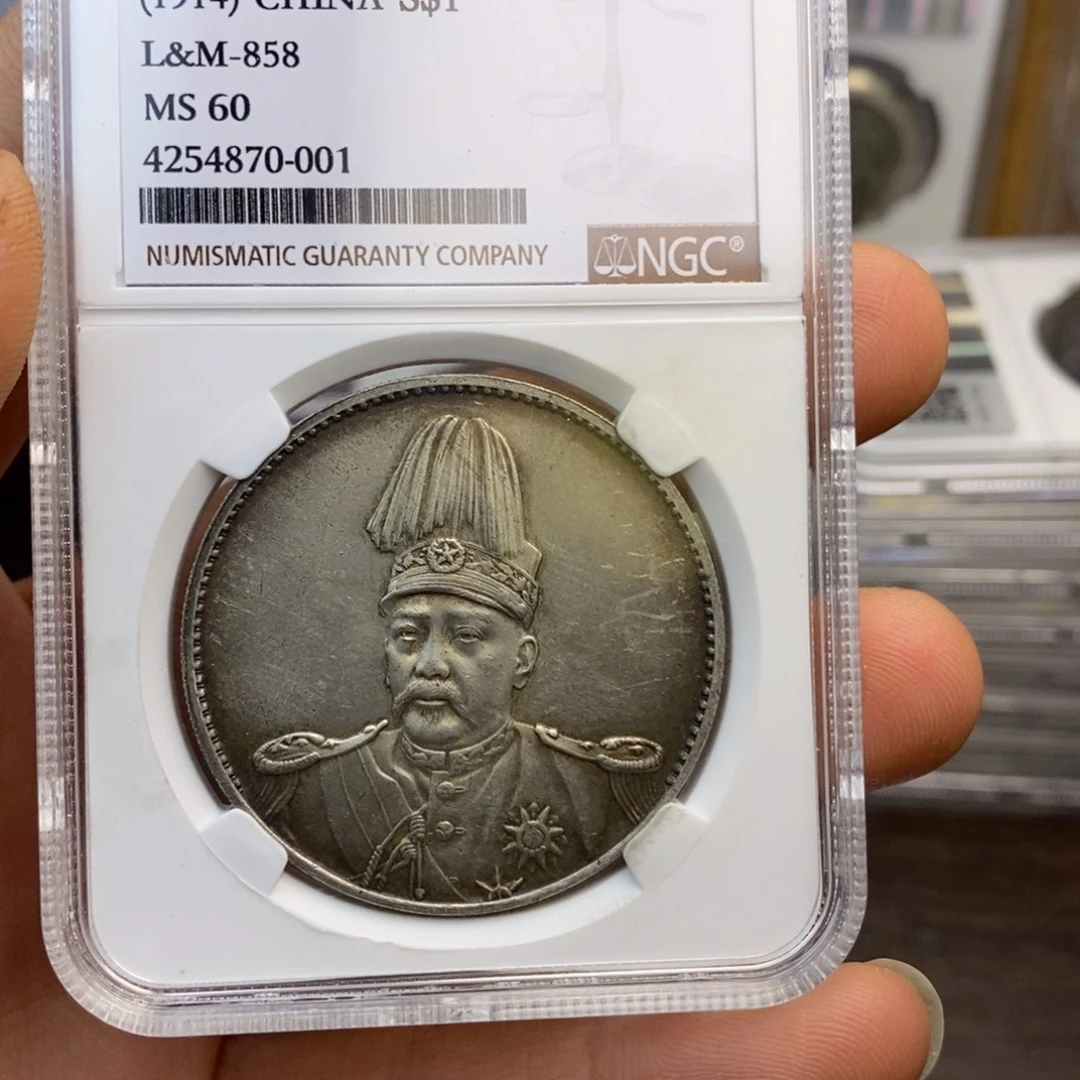 (1914) CHINA S$1
L&M-858
MS 60
4254870-001
NUMISMATIC GUARANTY COMPANY
NGC®